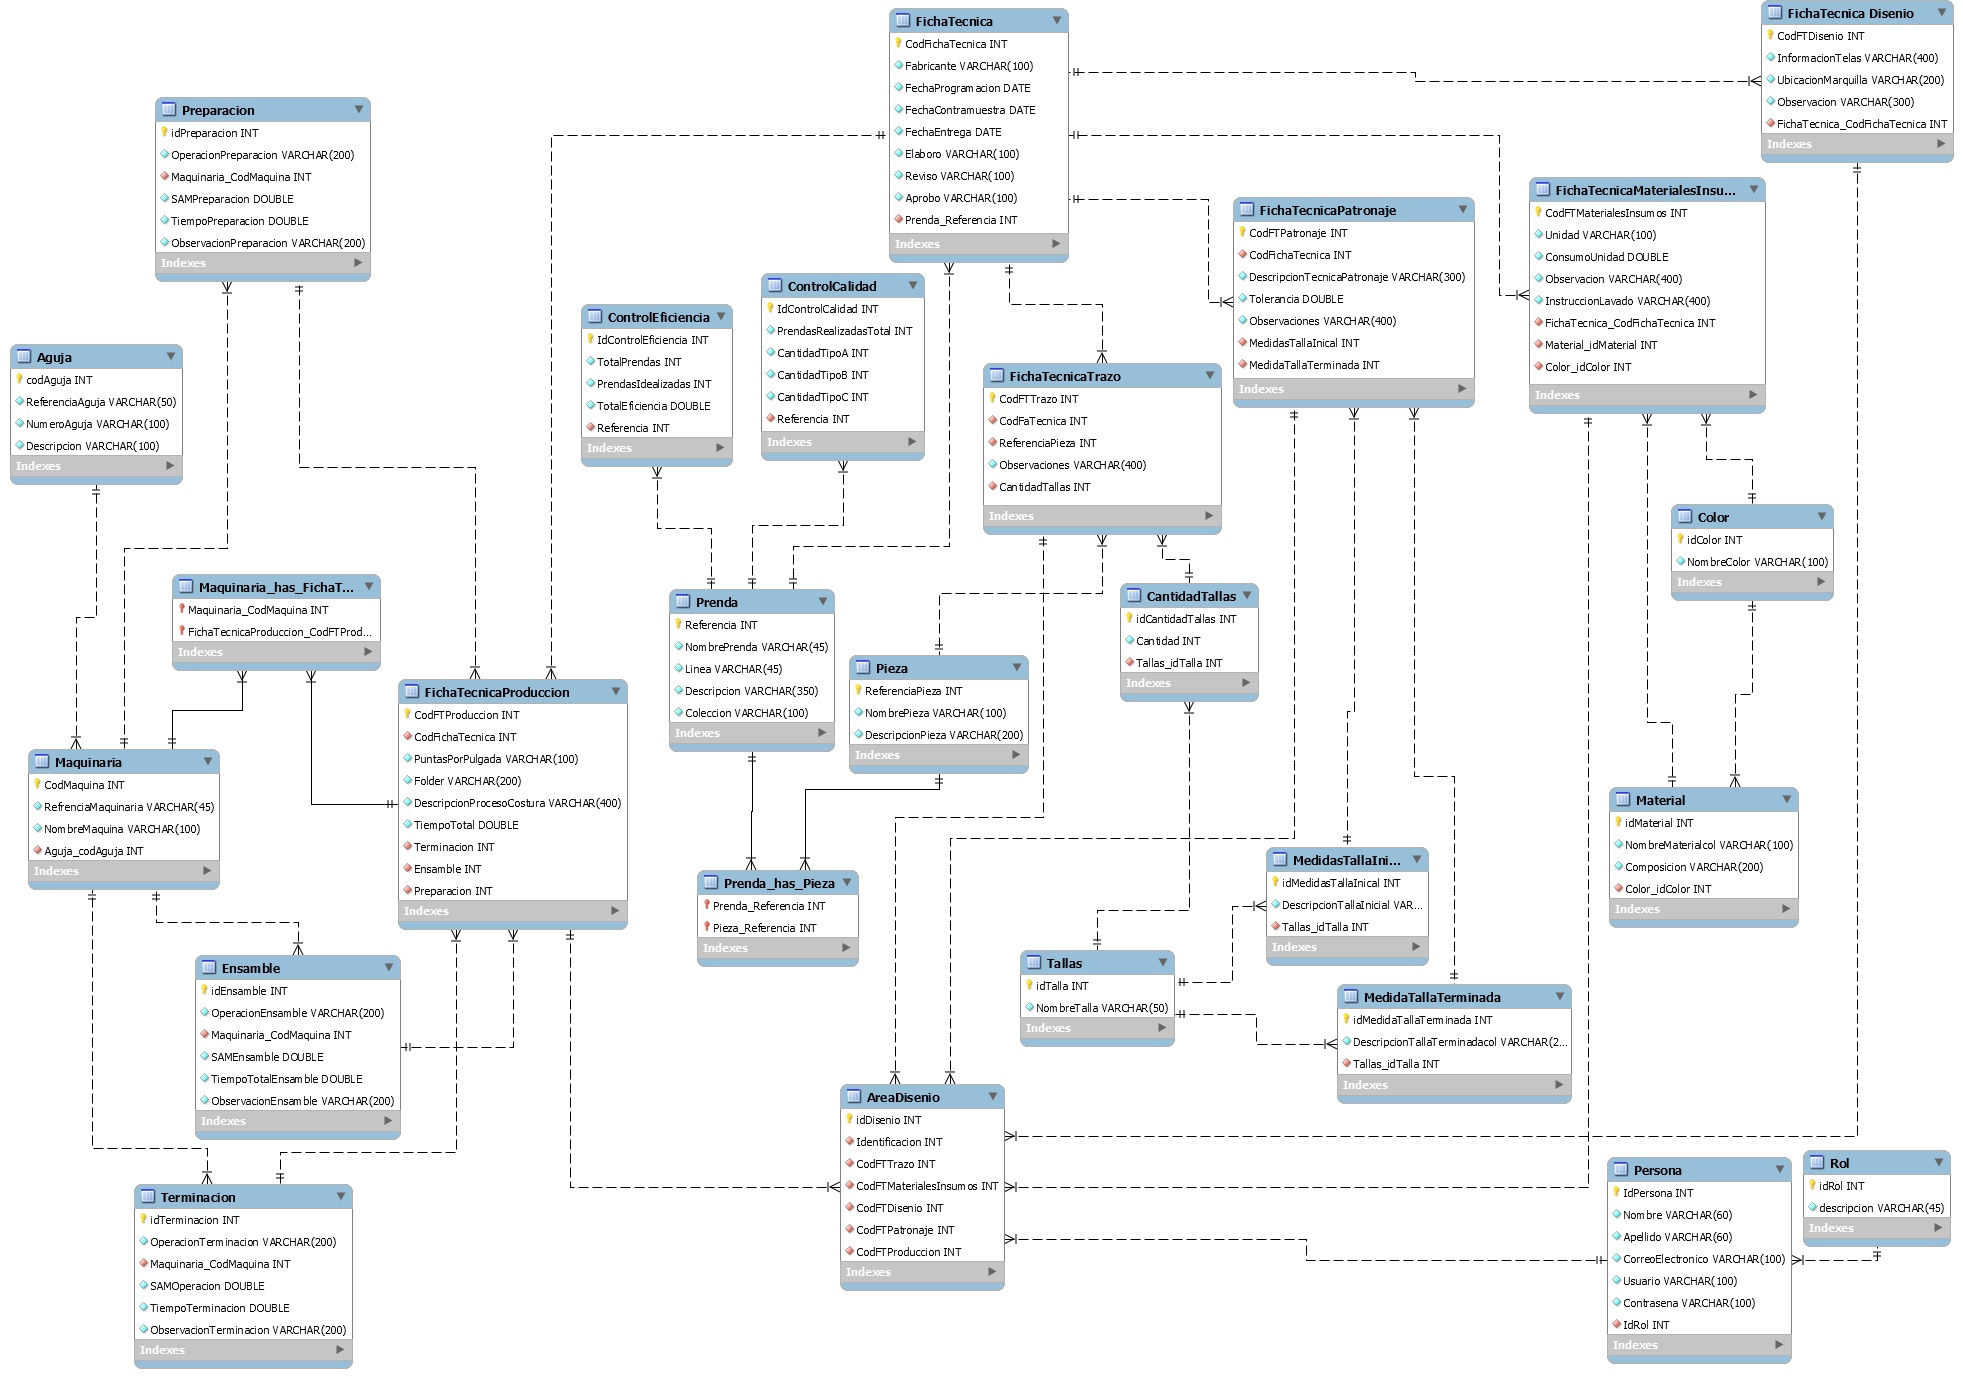 FichaTecnica
CodFichaTecnica INT
Fabricante VARCHAR(100)
FechaProgramacion DATE
FechaContramuestra DATE
FechaEntrega DATE
Elaboro VARCHAR(100)
Reviso VARCHAR(100)
Aprobo VARCHAR(100)
Prenda_Referencia INT
Indexes
FichaTecnica Disenio
CodFTDisenio INT
InformacionTelas VARCHAR(400)
UbicacionMarquilla VARCHAR(200)
Observacion VARCHAR(300)
FichaTecnica_CodFichaTecnica INT
Indexes
Preparacion
idPreparacion INT
OperacionPreparacion VARCHAR(200)
Maquinaria_CodMaquina INT
SAMPreparacion DOUBLE
TiempoPreparacion DOUBLE
ObservacionPreparacion VARCHAR(200)
Indexes
FichaTecnicaPatronaje
CodFTPatronaje INT
CodFichaTecnica INT
DescripcionTecnicaPatronaje VARCHAR(300)
Tolerancia DOUBLE
Observaciones VARCHAR(400)
MedidasTallaInical INT
MedidaTallaTerminada INT
Indexes
FichaTecnicaMaterialesInsu...
CodFTMaterialesInsumos INT
Unidad VARCHAR(100)
ConsumoUnidad DOUBLE
Observacion VARCHAR(400)
InstruccionLavado VARCHAR(400)
FichaTecnica_CodFichaTecnica INT
Material_idMaterial INT
Color_idColor INT
Indexes
ControlEficiencia
IdControlEficiencia INT
TotalPrendas INT
PrendasIdealizadas INT
TotalEficiencia DOUBLE
Referencia INT
Indexes
ControlCalidad
IdControlCalidad INT
PrendasRealizadasTotal INT
CantidadTipoA INT
CantidadTipoB INT
CantidadTipoC INT
Referencia INT
Indexes
Aguja
codAguja INT
ReferenciaAguja VARCHAR(50)
NumeroAguja VARCHAR(100)
Descripcion VARCHAR(100)
Indexes
FichaTecnicaTrazo
CodFTTrazo INT
CodFaTecnica INT
ReferenciaPieza INT
Observaciones VARCHAR(400)
CantidadTallas INT
Indexes
Color
idColor INT
NombreColor VARCHAR(100)
Indexes
Maquinaria_has_FichaT...
Maquinaria_CodMaquina INT
FichaTecnicaProduccion_CodFTProd...
Indexes
Prenda
Referencia INT
NombrePrenda VARCHAR(45)
Linea VARCHAR(45)
Descripcion VARCHAR(350)
Coleccion VARCHAR(100)
Indexes
CantidadTallas
idCantidadTallas INT
Cantidad INT
Tallas_idTalla INT
Indexes
Pieza
ReferenciaPieza INT
NombrePieza VARCHAR(100)
DescripcionPieza VARCHAR(200)
Indexes
FichaTecnicaProduccion
CodFTProduccion INT
CodFichaTecnica INT
PuntasPorPulgada VARCHAR(100)
Folder VARCHAR(200)
DescripcionProcesoCostura VARCHAR(400)
TiempoTotal DOUBLE
Terminacion INT
Ensamble INT
Preparacion INT
Indexes
Maquinaria
CodMaquina INT
RefrenciaMaquinaria VARCHAR(45)
NombreMaquina VARCHAR(100)
Aguja_codAguja INT
Indexes
Material
idMaterial INT
NombreMaterialcol VARCHAR(100)
Composicion VARCHAR(200)
Color_idColor INT
Indexes
MedidasTallaIni...
idMedidasTallaInical INT
DescripcionTallaInicial VAR...
Tallas_idTalla INT
Indexes
Prenda_has_Pieza
Prenda_Referencia INT
Pieza_Referencia INT
Indexes
Tallas
idTalla INT
NombreTalla VARCHAR(50)
Indexes
Ensamble
idEnsamble INT
OperacionEnsamble VARCHAR(200)
Maquinaria_CodMaquina INT
SAMEnsamble DOUBLE
TiempoTotalEnsamble DOUBLE
ObservacionEnsamble VARCHAR(200)
Indexes
MedidaTallaTerminada
idMedidaTallaTerminada INT
DescripcionTallaTerminadacol VARCHAR(2...
Tallas_idTalla INT
Indexes
AreaDisenio
idDisenio INT
Identificacion INT
CodFTTrazo INT
CodFTMaterialesInsumos INT
CodFTDisenio INT
CodFTPatronaje INT
CodFTProduccion INT
Indexes
Persona
IdPersona INT
Nombre VARCHAR(60)
Apellido VARCHAR(60)
CorreoElectronico VARCHAR(100)
Usuario VARCHAR(100)
Contrasena VARCHAR(100)
IdRol INT
Indexes
Rol
idRol INT
descripcion VARCHAR(45)
Indexes
Terminacion
idTerminacion INT
OperacionTerminacion VARCHAR(200)
Maquinaria_CodMaquina INT
SAMOperacion DOUBLE
TiempoTerminacion DOUBLE
ObservacionTerminacion VARCHAR(200)
Indexes